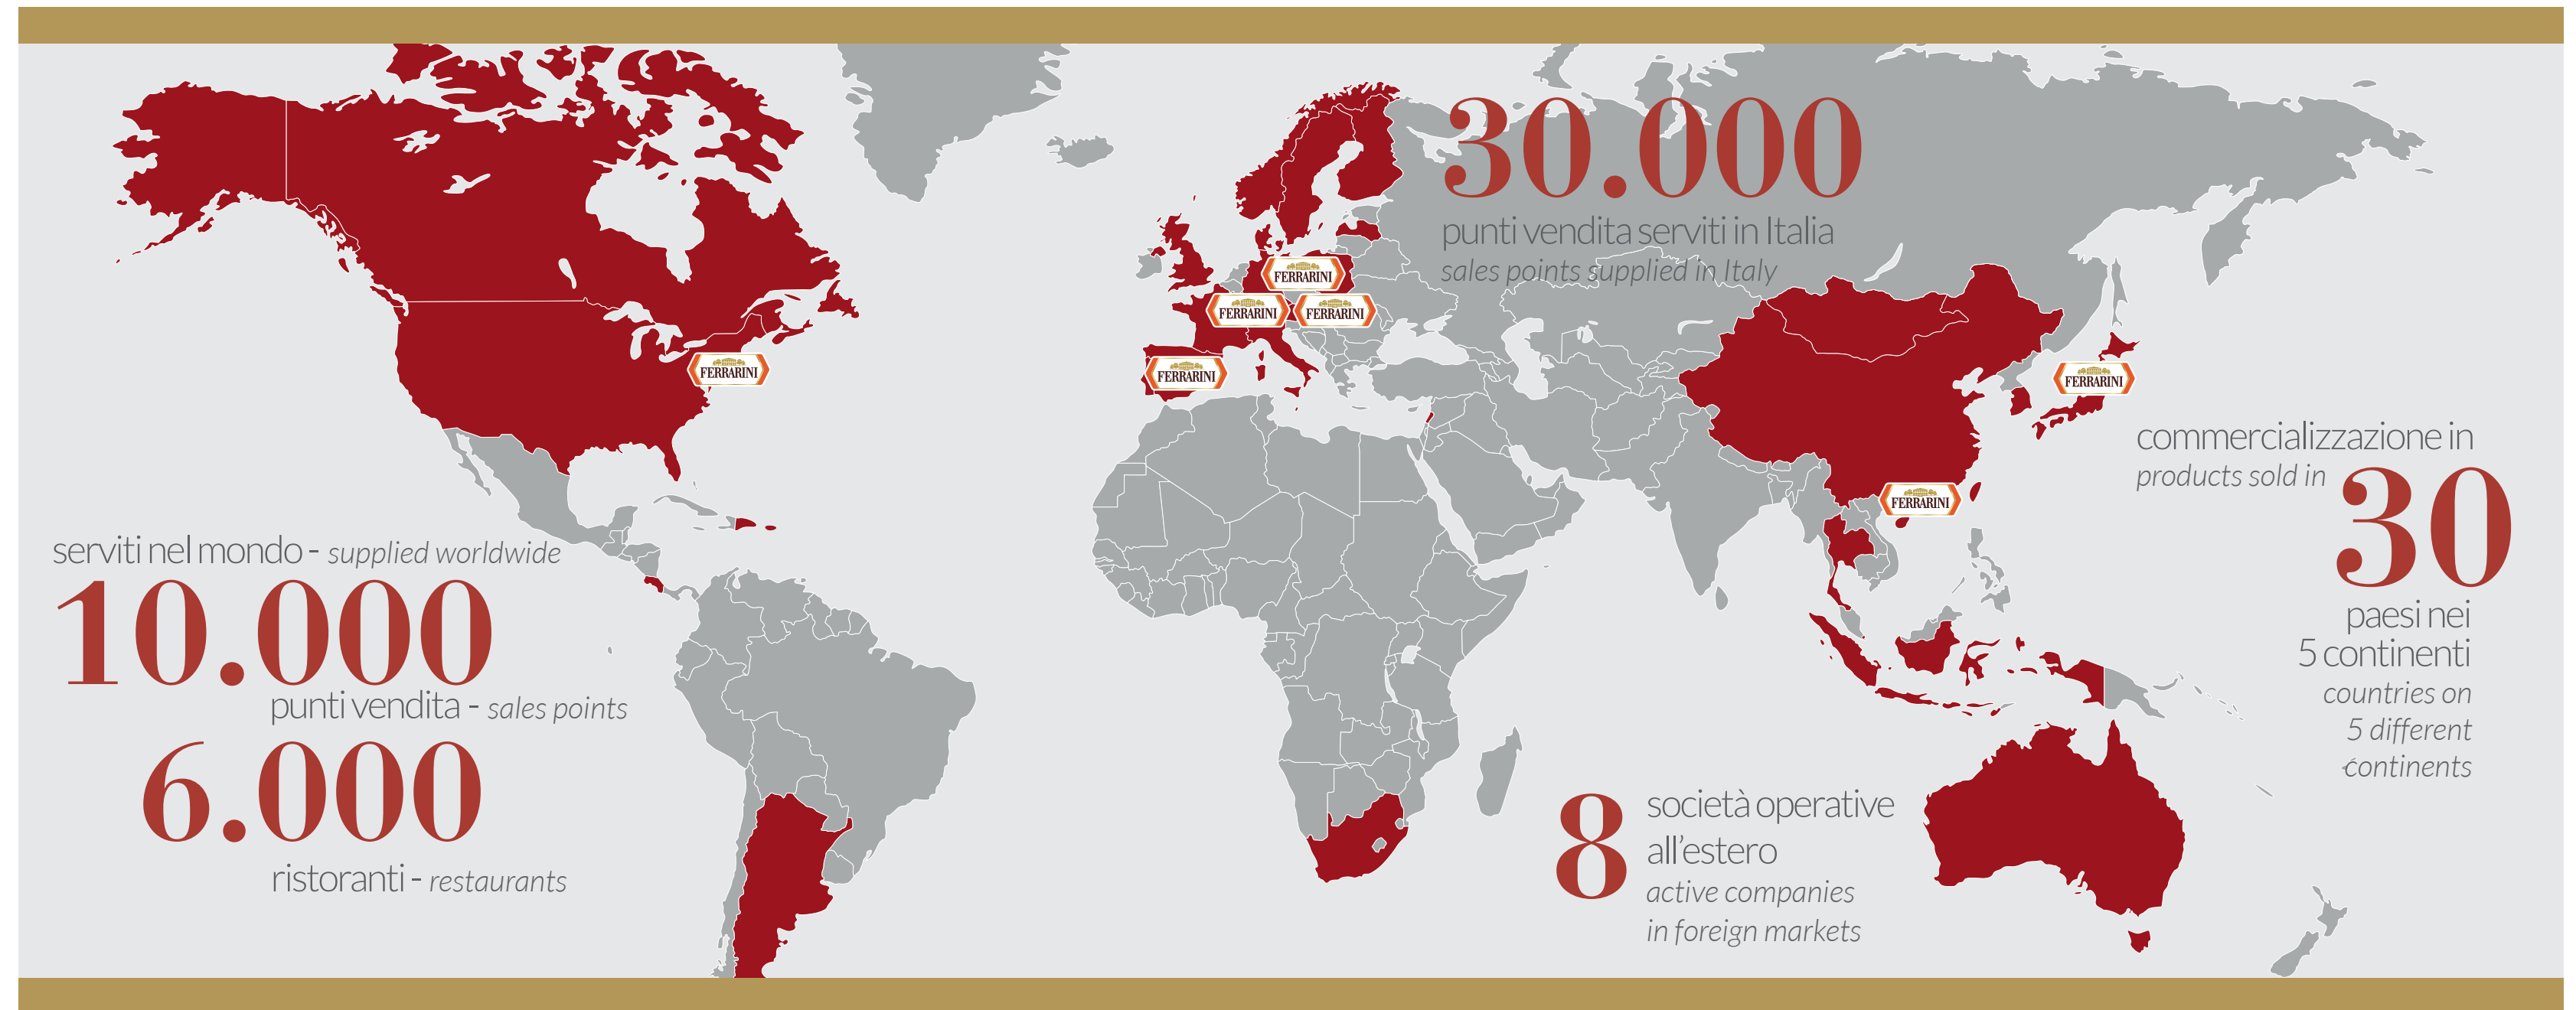 30.000
punti vendita serviti in Italia
sales points supplied in Italy
FERRARINI
FERRARINI
FERRARINI
FERRARINI
FERRARINI
FERRARINI
FERRARINI
commercializzazione in
products sold in
30
paesi nei
5 continenti
countries on
5 different
continents
serviti nel mondo - supplied worldwide
10.000
punti vendita - sales points
6.000
ristoranti - restaurants
8
società operative
all’estero
active companies
in foreign markets